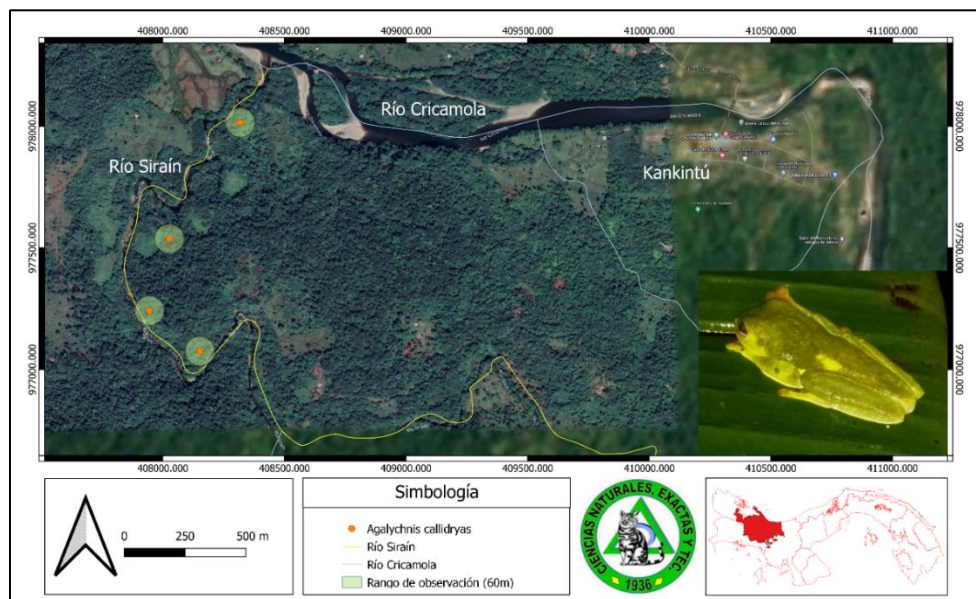 408000.000 408500.000 409000.000 409500.000 410000.000 410500.000 411000.000
978000.000
977500.000
977000.000
978000.000
977500.000
977000.000
Río Cricamola
Río Siraín
Kankintú
408000.000 408500.000 409000.000 409500.000 410000.000 410500.000 411000.000
0 250 500 m
Simbología
Agalychnis callidryas
Río Siraín
Río Cricamola
Rango de observación (60m)
CIENCIAS NATURALES, EXACTAS Y TEC.
1936